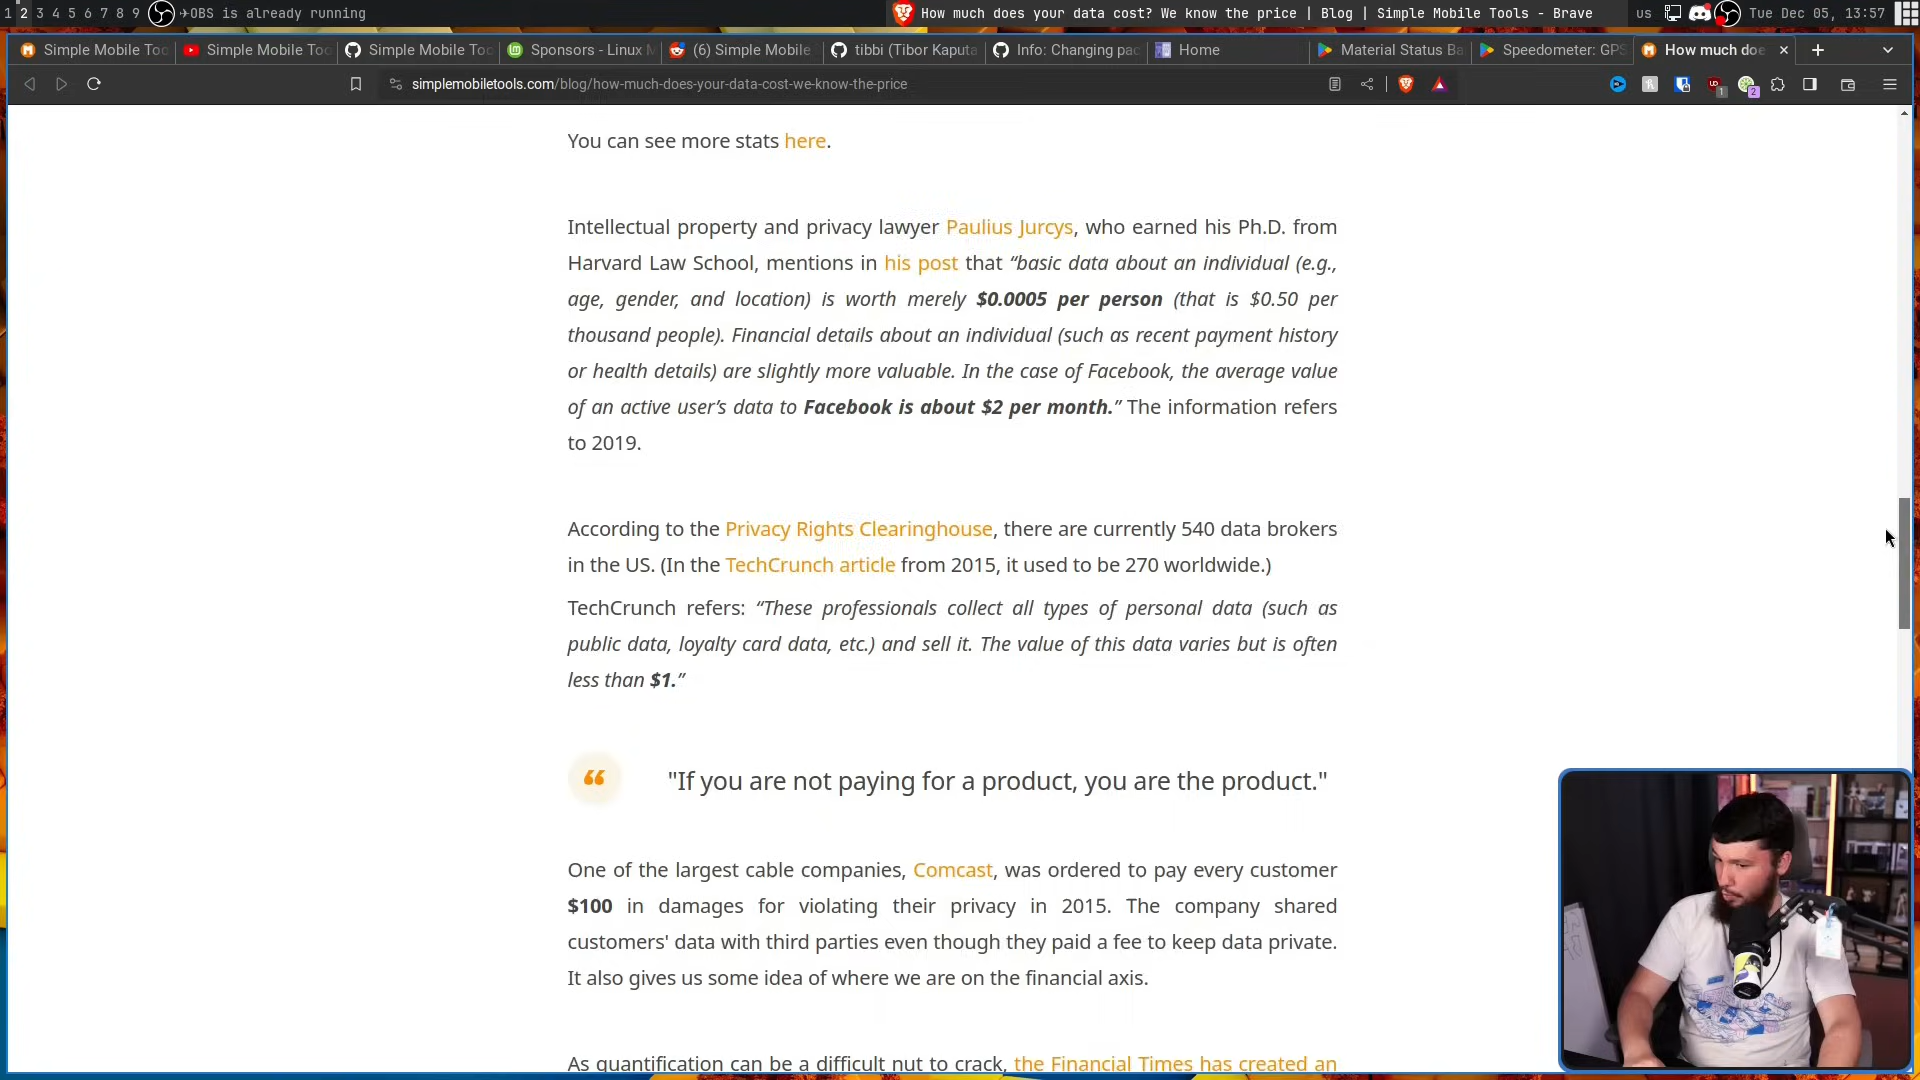 1 2 3 4 5 6 7 8 9 ✈OBS is already running
How much does your data cost? We know the price | Blog | Simple Mobile Tools - Brave
us Tue Dec 05, 13:57
Simple Mobile Too
Simple Mobile Too
Simple Mobile Too
Sponsors - Linux M
(6) Simple Mobile
tibbi (Tibor Kaputa
Info: Changing pac
Home
Material Status Ba
Speedometer: GPS
How much doe
simplemobiletools.com/blog/how-much-does-your-data-cost-we-know-the-price
1
2
You can see more stats here.
Intellectual property and privacy lawyer Paulius Jurcys, who earned his Ph.D. from
Harvard Law School, mentions in his post that “basic data about an individual (e.g.,
age, gender, and location) is worth merely $0.0005 per person (that is $0.50 per
thousand people). Financial details about an individual (such as recent payment history
or health details) are slightly more valuable. In the case of Facebook, the average value
of an active user’s data to Facebook is about $2 per month.” The information refers
to 2019.
According to the Privacy Rights Clearinghouse, there are currently 540 data brokers
in the US. (In the TechCrunch article from 2015, it used to be 270 worldwide.)
TechCrunch refers: “These professionals collect all types of personal data (such as
public data, loyalty card data, etc.) and sell it. The value of this data varies but is often
less than $1.”
“ "If you are not paying for a product, you are the product."
One of the largest cable companies, Comcast, was ordered to pay every customer
$100 in damages for violating their privacy in 2015. The company shared
customers' data with third parties even though they paid a fee to keep data private.
It also gives us some idea of where we are on the financial axis.
As quantification can be a difficult nut to crack, the Financial Times has created an